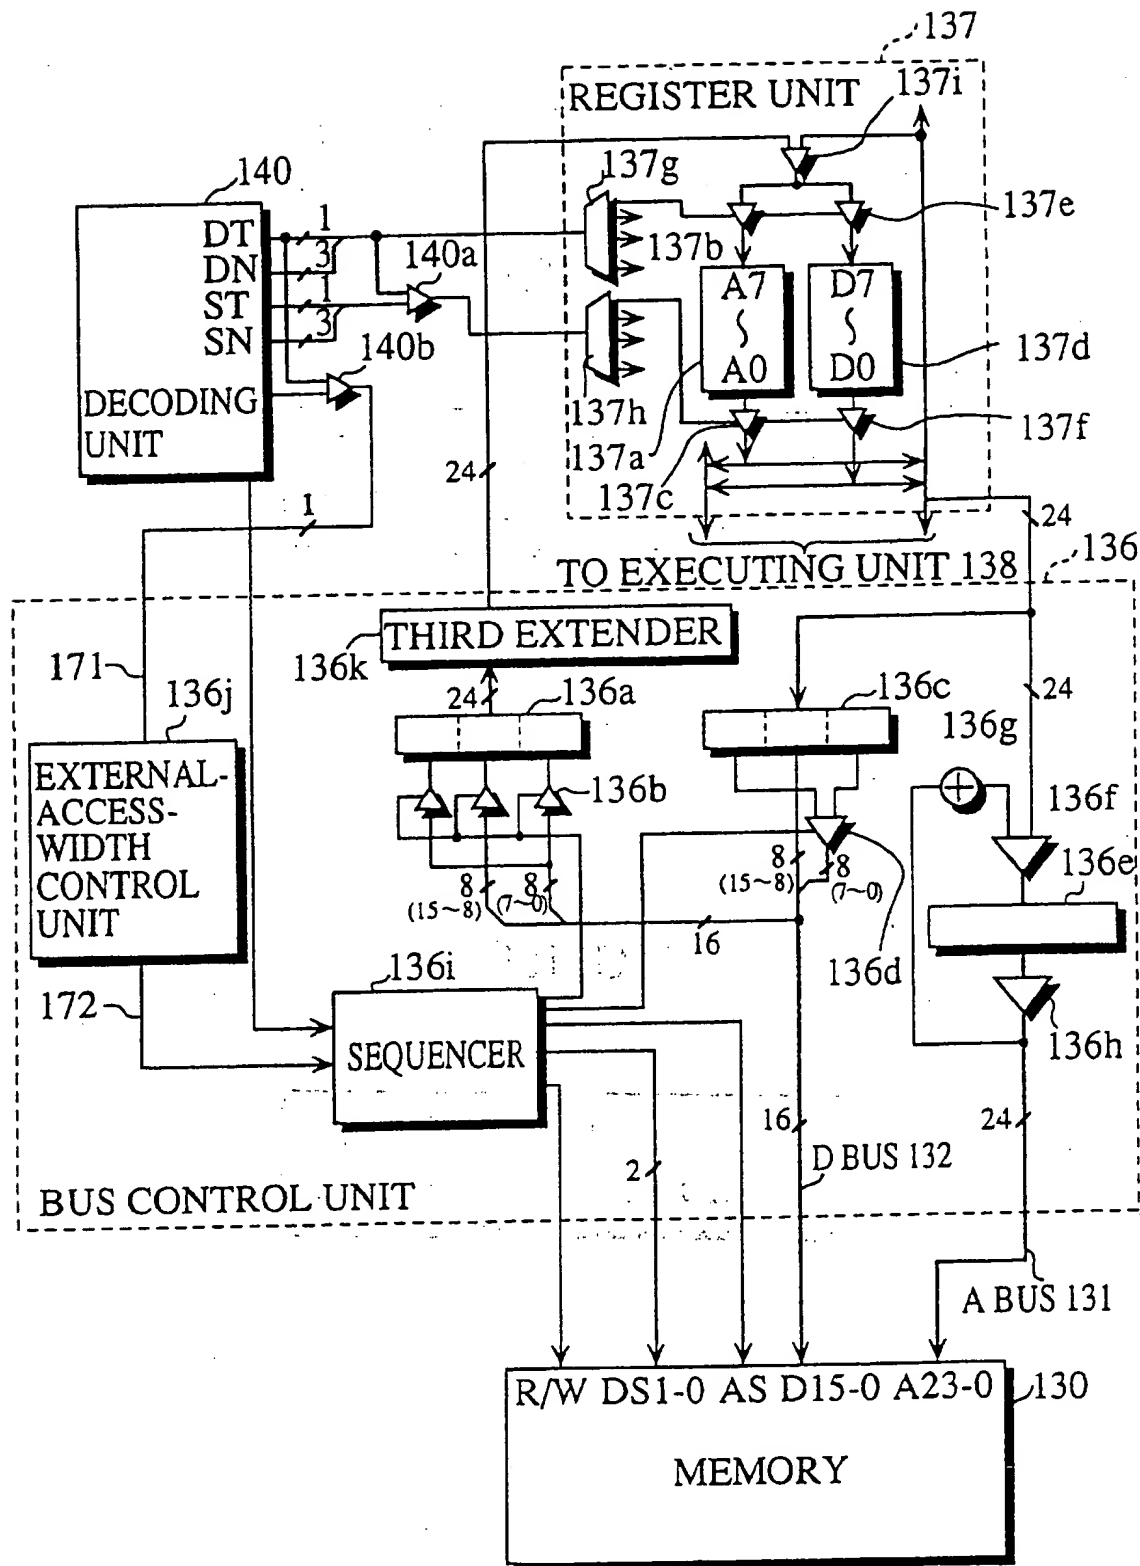 137
REGISTER UNIT
137i
140
137g
DT
1
DN
3
140a
137b
137e
ST
1
SN
3
140b
A7
A0
D7
D0
137d
DECODING
UNIT
137h
137a
137c
137f
24
1
24
TO EXECUTING UNIT 138
136
THIRD EXTENDER
136k
171
136j
24
136a
136c
136g
24
EXTERNAL-
ACCESS-
WIDTH
CONTROL
UNIT
136b
136f
136e
8
(15~8)
8
(7~0)
8
(15~8)
8
(7~0)
16
136d
136h
172
136i
SEQUENCER
16
24
2
D BUS 132
BUS CONTROL UNIT
A BUS 131
R/W DS1-0 AS D15-0 A23-0
130
MEMORY